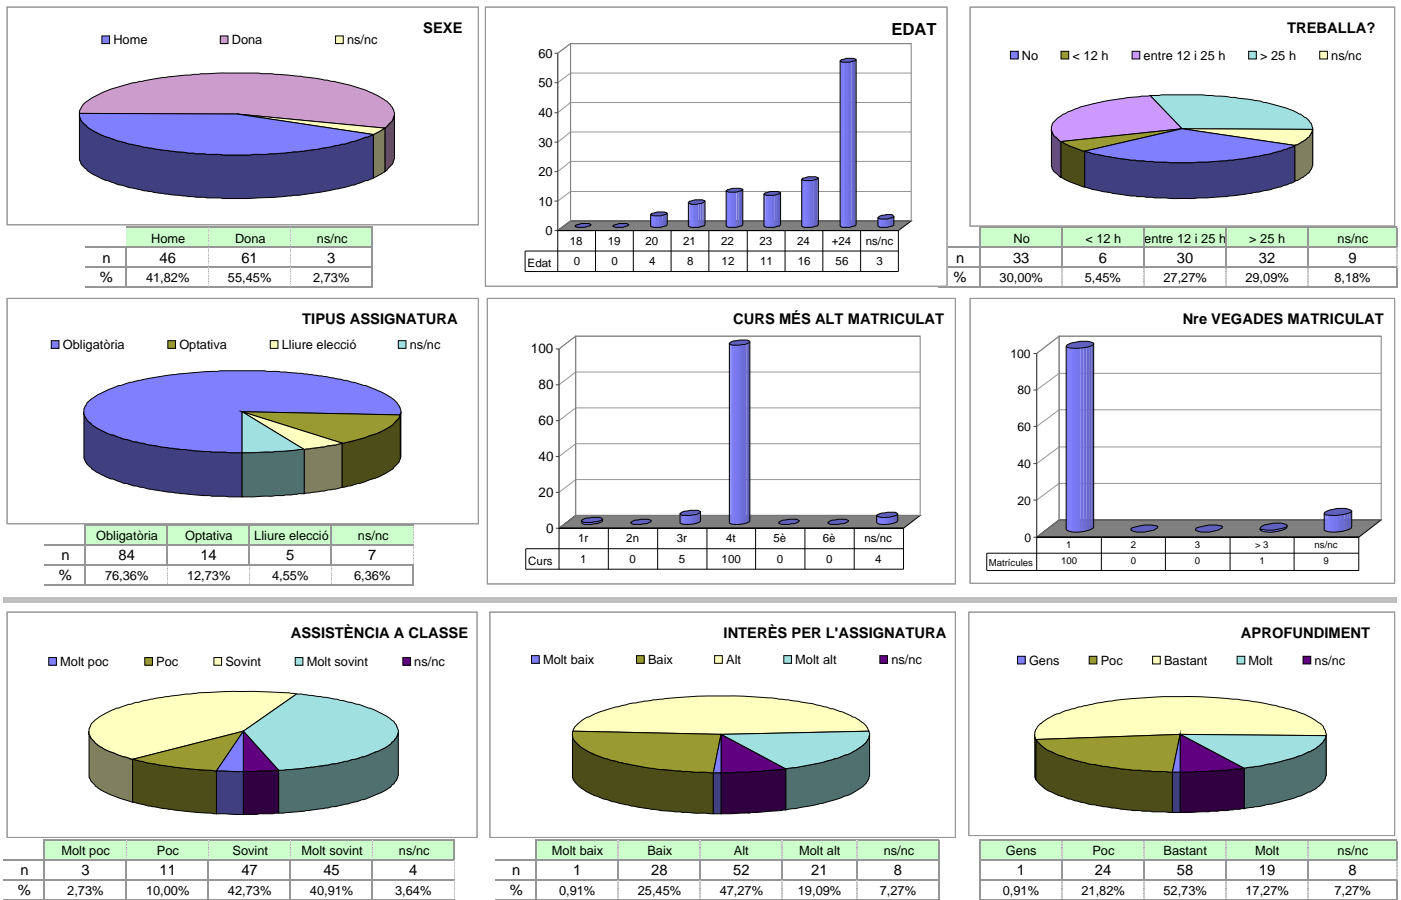 SEXE
Home Dona ns/nc
Home Dona ns/nc
n 46 61 3
% 41,82% 55,45% 2,73%
EDAT
60
50
40
30
20
10
0
18 19 20 21 22 23 24 +24 ns/nc
Edat 0 0 4 8 12 11 16 56 3
TREBALLA?
No < 12 h entre 12 i 25 h > 25 h ns/nc
No < 12 h entre 12 i 25 h > 25 h ns/nc
n 33 6 30 32 9
% 30,00% 5,45% 27,27% 29,09% 8,18%
TIPUS ASSIGNATURA
Obligatòria Optativa Lliure elecció ns/nc
Obligatòria Optativa Lliure elecció ns/nc
n 84 14 5 7
% 76,36% 12,73% 4,55% 6,36%
CURS MÉS ALT MATRICULAT
100
80
60
40
20
0
1r 2n 3r 4t 5è 6è ns/nc
Curs 1 0 5 100 0 0 4
Nre VEGADES MATRICULAT
100
80
60
40
20
0
1 2 3 > 3 ns/nc
Matrícules 100 0 0 1 9
ASSISTÈNCIA A CLASSE
Molt poc Poc Sovint Molt sovint ns/nc
Molt poc Poc Sovint Molt sovint ns/nc
n 3 11 47 45 4
% 2,73% 10,00% 42,73% 40,91% 3,64%
INTERÈS PER L'ASSIGNATURA
Molt baix Baix Alt Molt alt ns/nc
Molt baix Baix Alt Molt alt ns/nc
n 1 28 52 21 8
% 0,91% 25,45% 47,27% 19,09% 7,27%
APROFUNDIMENT
Gens Poc Bastant Molt ns/nc
Gens Poc Bastant Molt ns/nc
1 24 58 19 8
0,91% 21,82% 52,73% 17,27% 7,27%